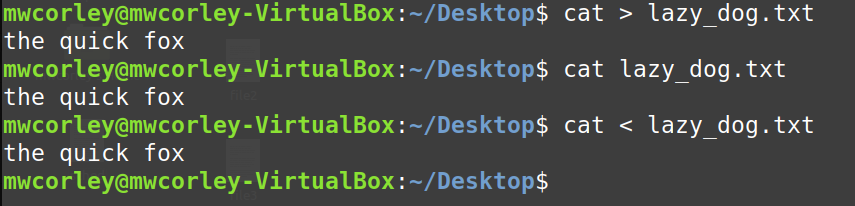 mwcorley@mwcorley-VirtualBox:~/Desktop$ cat > lazy_dog.txt
the quick fox
mwcorley@mwcorley-VirtualBox:~/Desktop$ cat lazy_dog.txt
the quick fox
mwcorley@mwcorley-VirtualBox:~/Desktop$ cat < lazy_dog.txt
the quick fox
mwcorley@mwcorley-VirtualBox:~/Desktop$